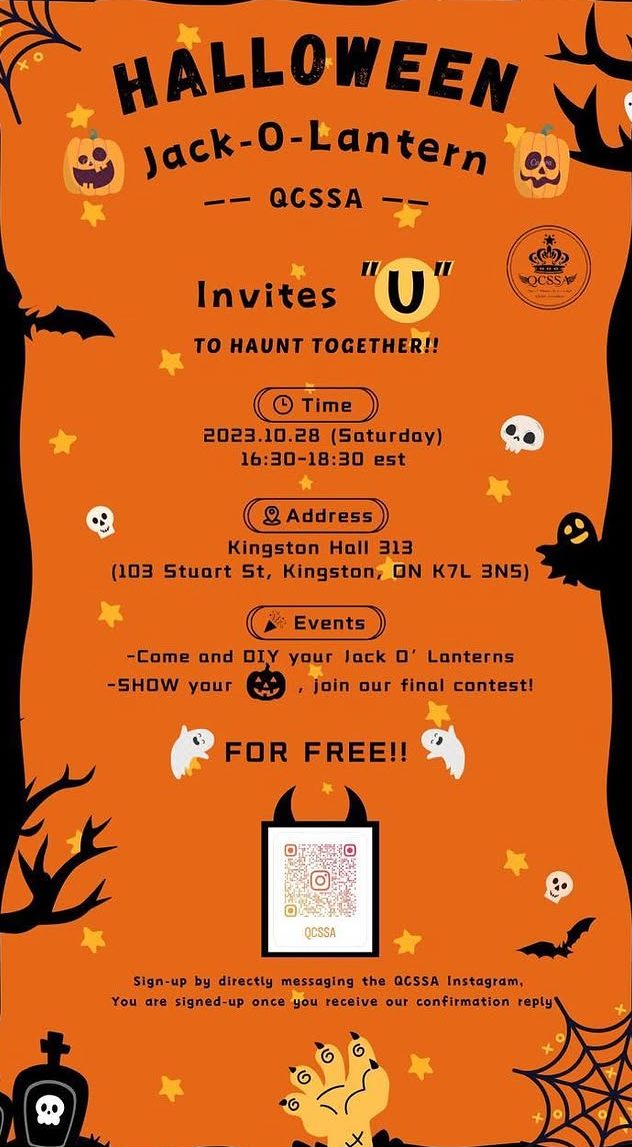 HALLOWEEN
Jack-O-Lantern
—— QCSSA ——
QCSSA
Invites "U"
TO HAUNT TOGETHER!!
Time
2023.10.28 (Saturday)
16:30-18:30 est
Address
Kingston Hall 313
(103 Stuart St, Kingston, ON K7L 3N5)
Events
-Come and DIY your Jack O' Lanterns
-SHOW your , join our final contest!
FOR FREE!!
QCSSA
Sign-up by directly messaging the QCSSA Instagram,
You are signed-up once you receive our confirmation reply